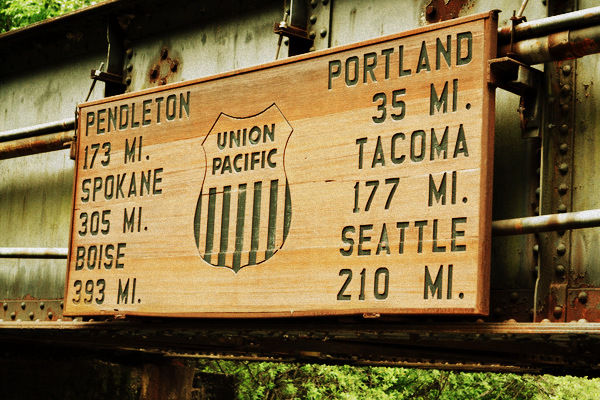 PENDLETON
173 MI.
SPOKANE
305 MI.
BOISE
393 MI.
UNION
PACIFIC
PORTLAND
35 MI.
TACOMA
177 MI.
SEATTLE
210 MI.